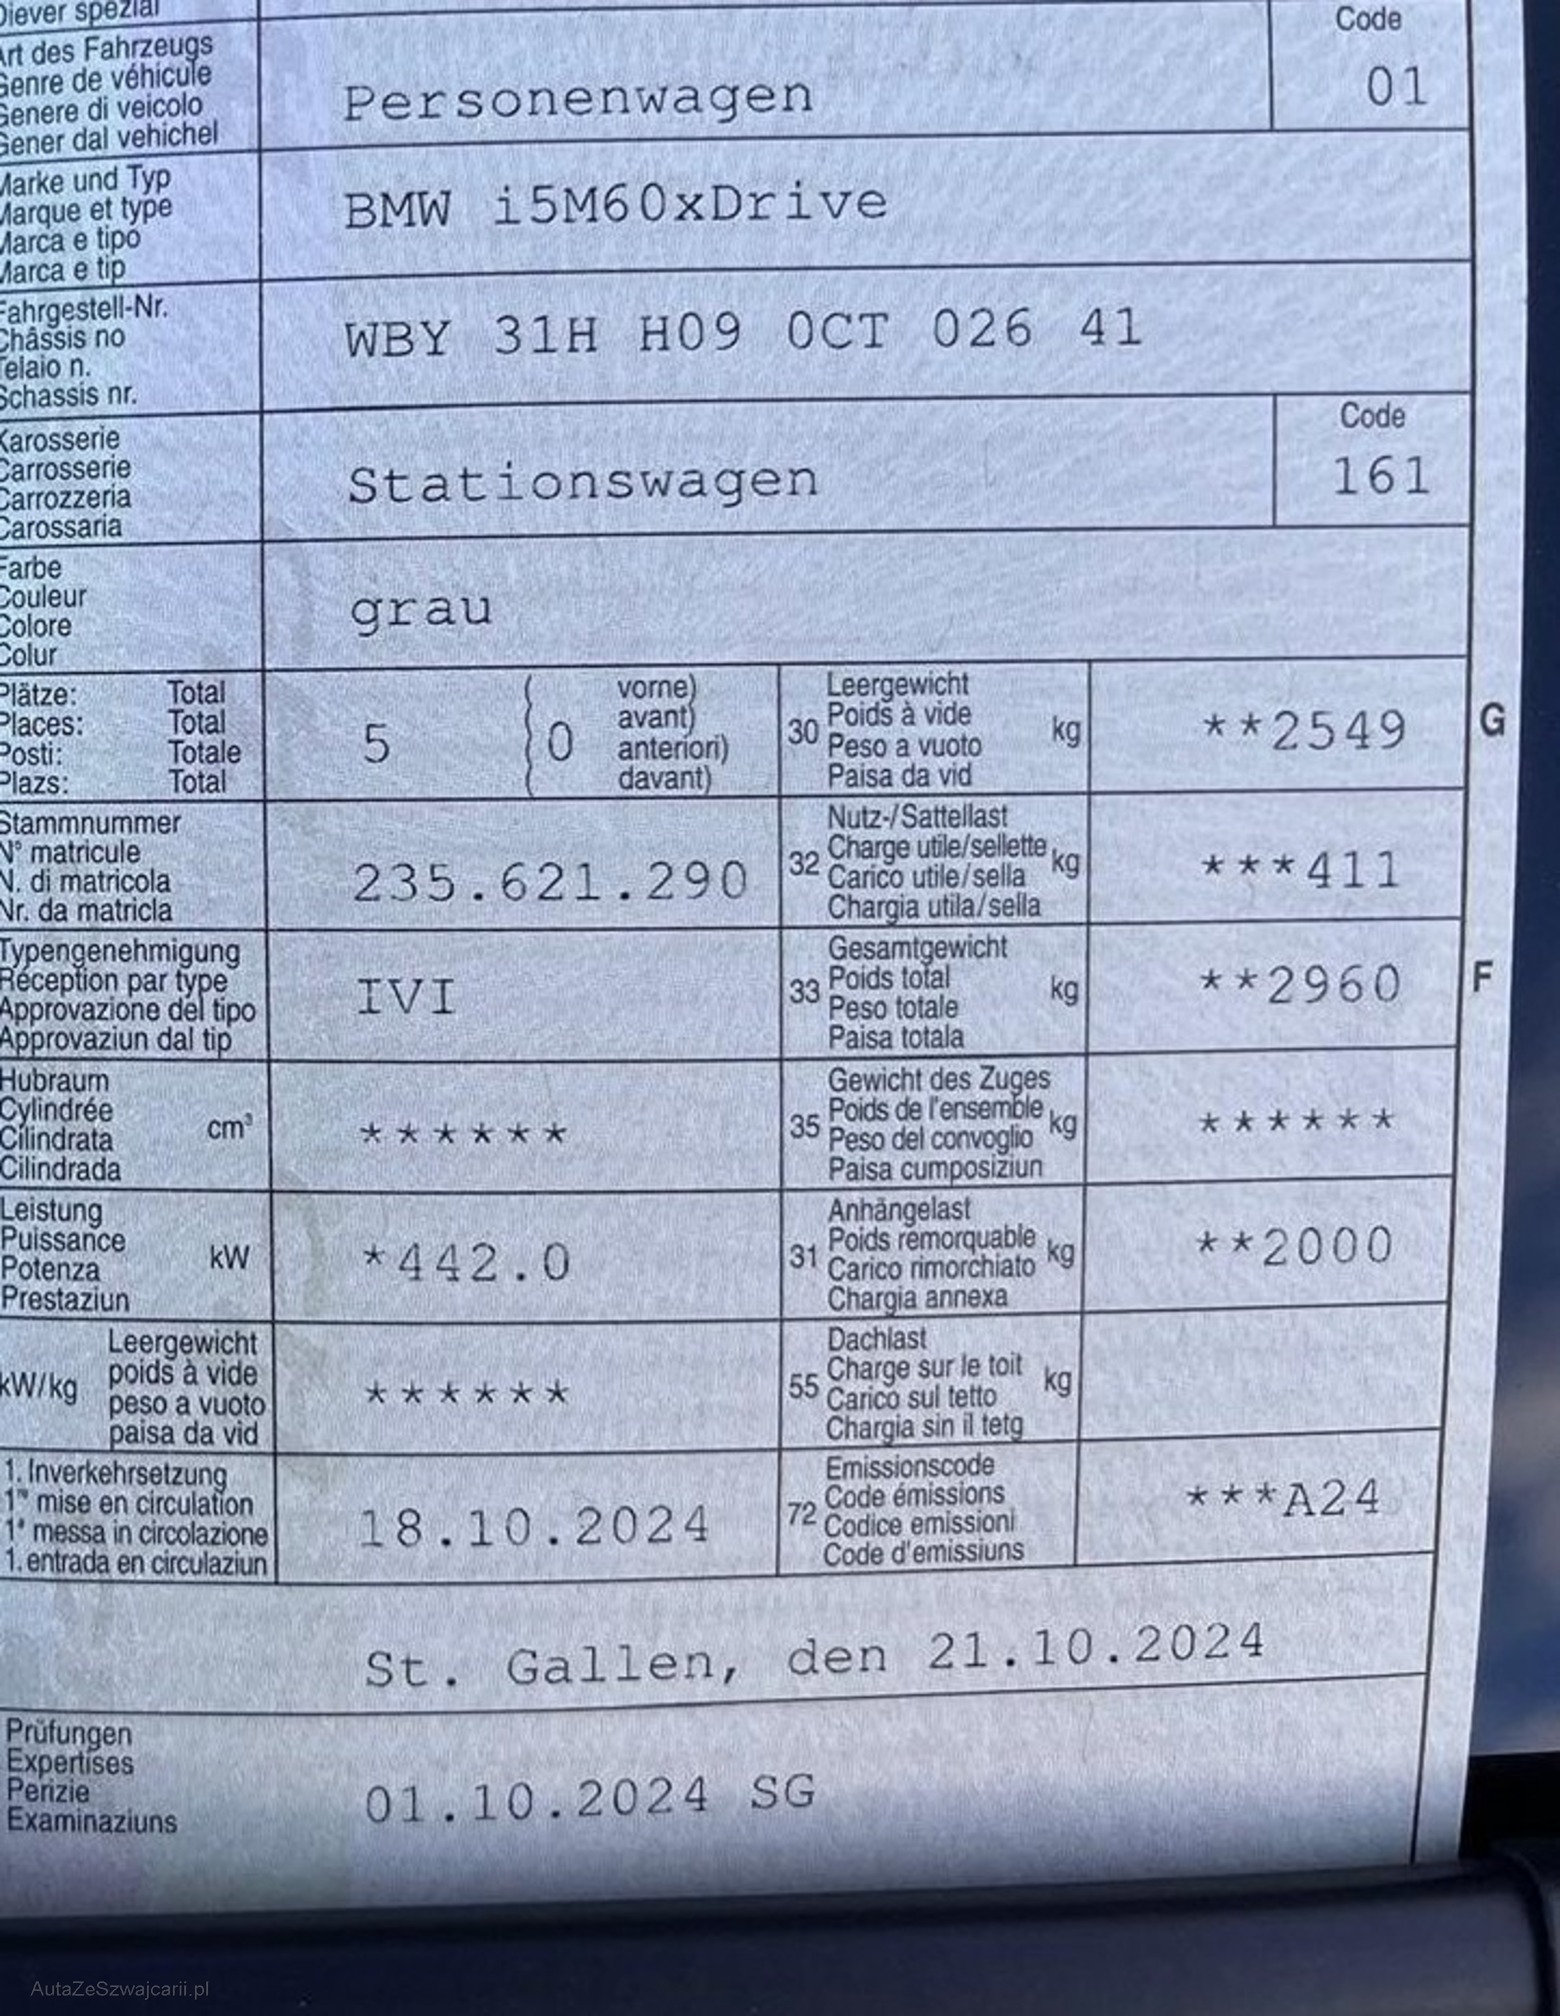 Diever spezial
Code
Art des Fahrzeugs
Genre de véhicule
Genere di veicolo
Gener dal vehichel
Personenwagen
01
Marke und Typ
Marque et type
Marca e tipo
Marca e tip
BMW i5M60xDrive
Fahrgestell-Nr.
Châssis no
Telaio n.
Schassis nr.
WBY 31H H09 0CT 026 41
Karosserie
Carrosserie
Carrozzeria
Carossaria
Stationswagen
Code
161
Farbe
Couleur
Colore
Colur
grau
Plätze: Total
Places: Total
Posti: Totale
Plazs: Total
5
0
vorne)
avant)
anteriori)
davant)
30
Leergewicht
Poids à vide
Peso a vuoto
Paisa da vid
kg
**2549
G
Stammnummer
N° matricule
N. di matricola
Nr. da matricla
235.621.290
32
Nutz-/Sattellast
Charge utile/sellette
Carico utile/sella
Chargia utila/sella
kg
***411
Typengenehmigung
Réception par type
Approvazione del tipo
Approvaziun dal tip
IVI
33
Gesamtgewicht
Poids total
Peso totale
Paisa totala
kg
**2960
F
Hubraum
Cylindrée
Cilindrata
Cilindrada
cm³
******
35
Gewicht des Zuges
Poids de l'ensemble
Peso del convoglio
Paisa cumposiziun
kg
******
Leistung
Puissance
Potenza
Prestaziun
kW
*442.0
31
Anhängelast
Poids remorquable
Carico rimorchiato
Chargia annexa
kg
**2000
kW/kg
Leergewicht
poids à vide
peso a vuoto
paisa da vid
******
55
Dachlast
Charge sur le toit
Carico sul tetto
Chargia sin il tetg
kg
1. Inverkehrsetzung
1re mise en circulation
1a messa in circolazione
1. entrada en circulaziun
18.10.2024
72
Emissionscode
Code émissions
Codice emissioni
Code d'emissiuns
***A24
St. Gallen, den 21.10.2024
Prüfungen
Expertises
Perizie
Examinaziuns
01.10.2024 SG
AutaZeSzwajcarii.pl